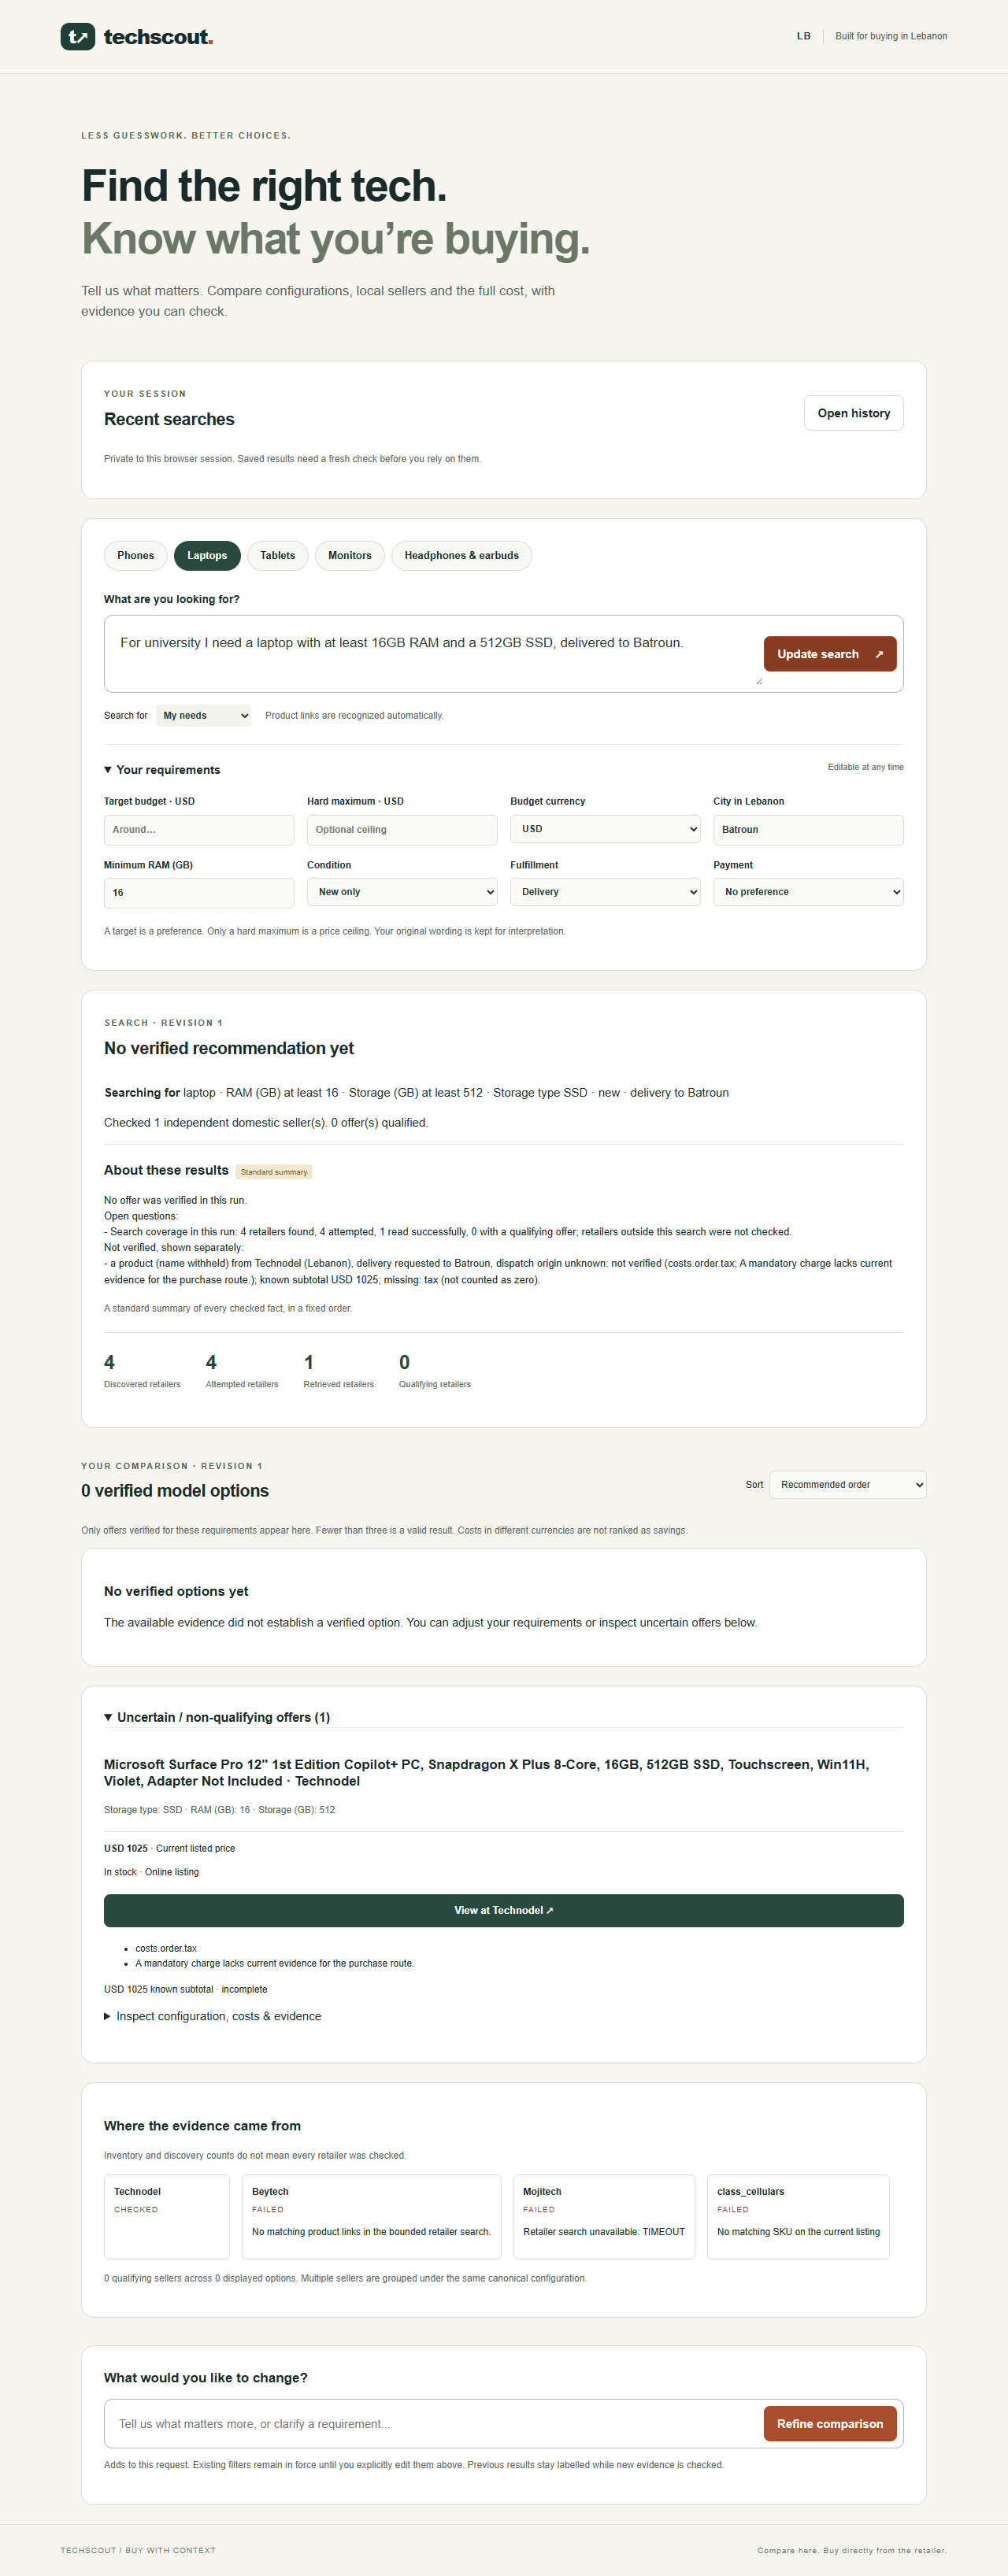 t↗ techscout.
LB
Built for buying in Lebanon
LESS GUESSWORK. BETTER CHOICES.
Find the right tech.
Know what you’re buying.
Tell us what matters. Compare configurations, local sellers and the full cost, with
evidence you can check.
YOUR SESSION
Recent searches
Open history
Private to this browser session. Saved results need a fresh check before you rely on them.
Phones
Laptops
Tablets
Monitors
Headphones & earbuds
What are you looking for?
For university I need a laptop with at least 16GB RAM and a 512GB SSD, delivered to Batroun.
Update search ↗
Search for
My needs
Product links are recognized automatically.
▼ Your requirements
Editable at any time
Target budget · USD
Hard maximum · USD
Budget currency
City in Lebanon
Around...
Optional ceiling
USD
Batroun
Minimum RAM (GB)
Condition
Fulfillment
Payment
16
New only
Delivery
No preference
A target is a preference. Only a hard maximum is a price ceiling. Your original wording is kept for interpretation.
SEARCH · REVISION 1
No verified recommendation yet
Searching for laptop · RAM (GB) at least 16 · Storage (GB) at least 512 · Storage type SSD · new · delivery to Batroun
Checked 1 independent domestic seller(s). 0 offer(s) qualified.
About these results
Standard summary
No offer was verified in this run.
Open questions:
- Search coverage in this run: 4 retailers found, 4 attempted, 1 read successfully, 0 with a qualifying offer; retailers outside this search were not checked.
Not verified, shown separately:
- a product (name withheld) from Technodel (Lebanon), delivery requested to Batroun, dispatch origin unknown: not verified (costs.order.tax; A mandatory charge lacks current
evidence for the purchase route.); known subtotal USD 1025; missing: tax (not counted as zero).
A standard summary of every checked fact, in a fixed order.
4
4
1
0
Discovered retailers
Attempted retailers
Retrieved retailers
Qualifying retailers
YOUR COMPARISON · REVISION 1
0 verified model options
Sort
Recommended order
Only offers verified for these requirements appear here. Fewer than three is a valid result. Costs in different currencies are not ranked as savings.
No verified options yet
The available evidence did not establish a verified option. You can adjust your requirements or inspect uncertain offers below.
▼ Uncertain / non-qualifying offers (1)
Microsoft Surface Pro 12" 1st Edition Copilot+ PC, Snapdragon X Plus 8-Core, 16GB, 512GB SSD, Touchscreen, Win11H,
Violet, Adapter Not Included · Technodel
Storage type: SSD · RAM (GB): 16 · Storage (GB): 512
USD 1025 · Current listed price
In stock · Online listing
View at Technodel ↗
• costs.order.tax
• A mandatory charge lacks current evidence for the purchase route.
USD 1025 known subtotal · incomplete
▶ Inspect configuration, costs & evidence
Where the evidence came from
Inventory and discovery counts do not mean every retailer was checked.
Technodel
CHECKED
Beytech
FAILED
No matching product links in the bounded retailer search.
Mojitech
FAILED
Retailer search unavailable: TIMEOUT
class_cellulars
FAILED
No matching SKU on the current listing
0 qualifying sellers across 0 displayed options. Multiple sellers are grouped under the same canonical configuration.
What would you like to change?
Tell us what matters more, or clarify a requirement...
Refine comparison
Adds to this request. Existing filters remain in force until you explicitly edit them above. Previous results stay labelled while new evidence is checked.
TECHSCOUT / BUY WITH CONTEXT
Compare here. Buy directly from the retailer.